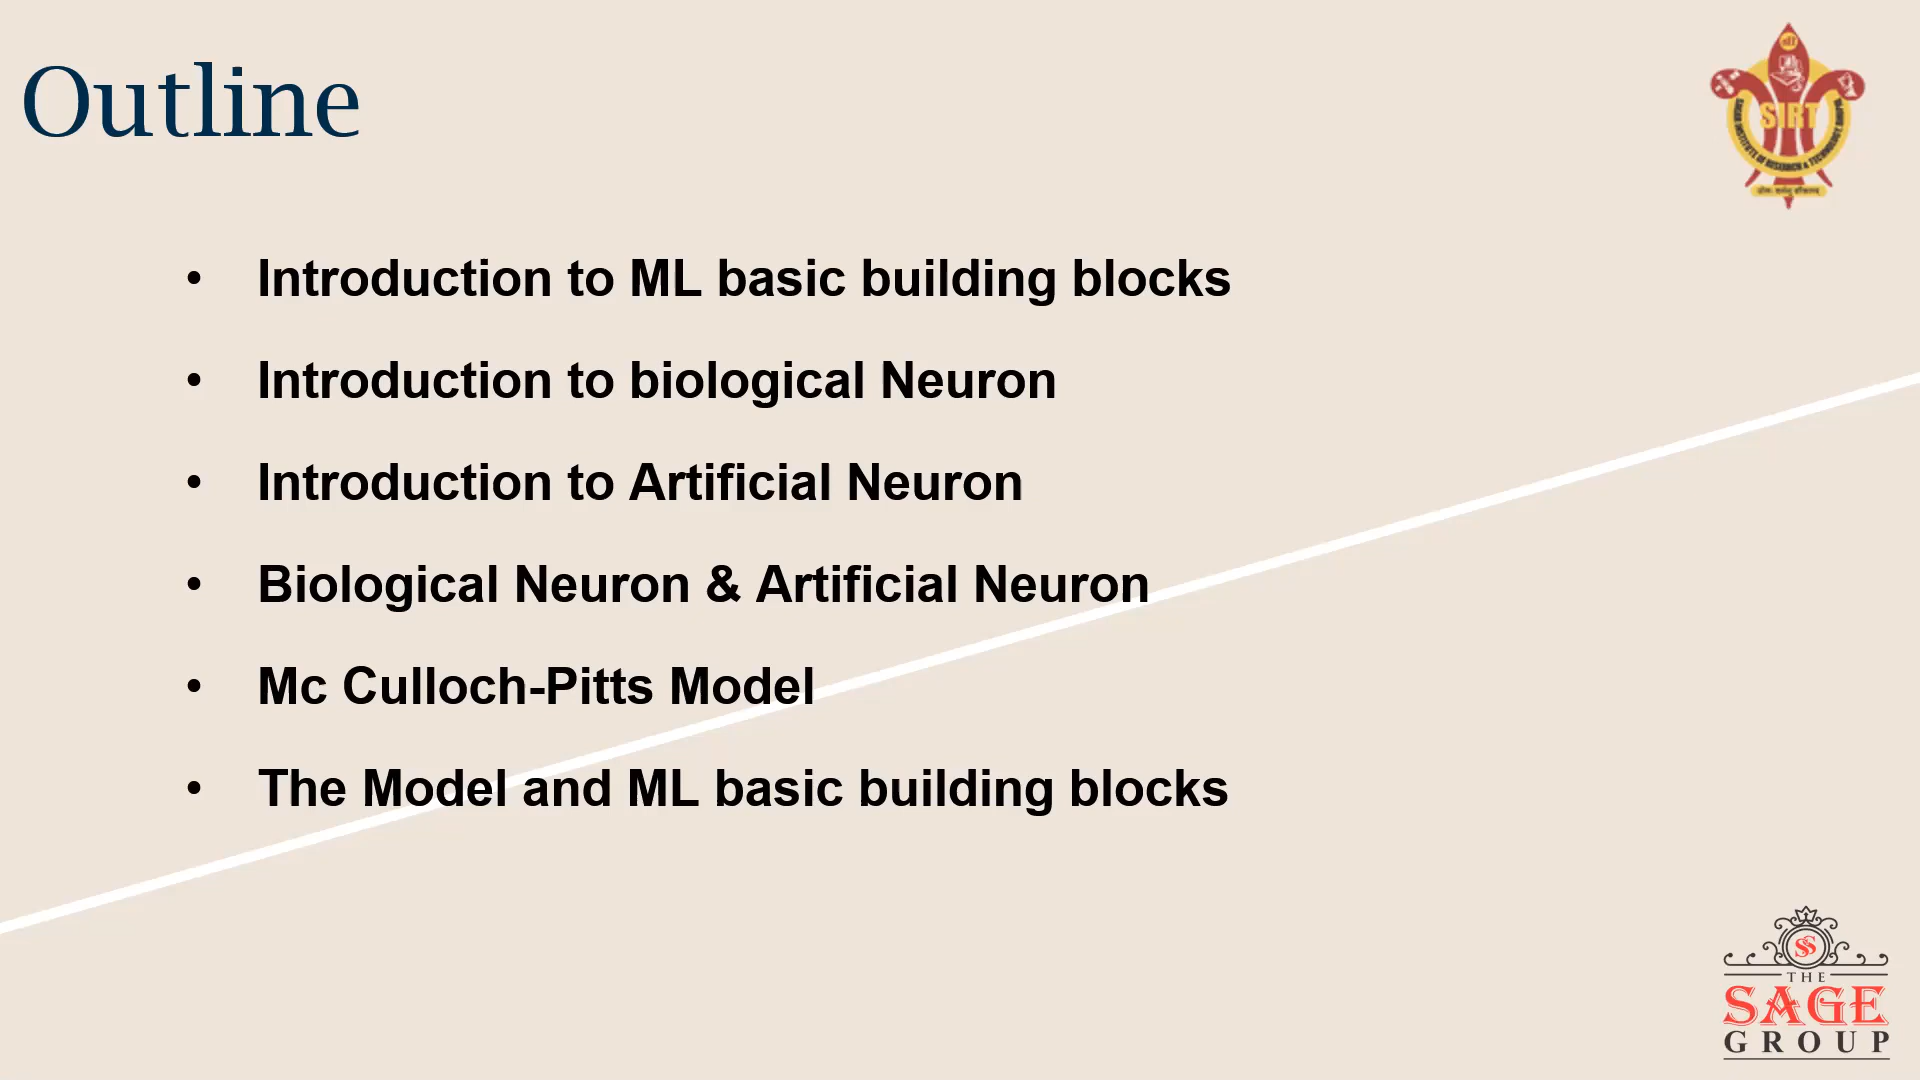 Outline
SIRT
• Introduction to ML basic building blocks
• Introduction to biological Neuron
• Introduction to Artificial Neuron
• Biological Neuron & Artificial Neuron
• Mc Culloch-Pitts Model
• The Model and ML basic building blocks
THE
SAGE
GROUP